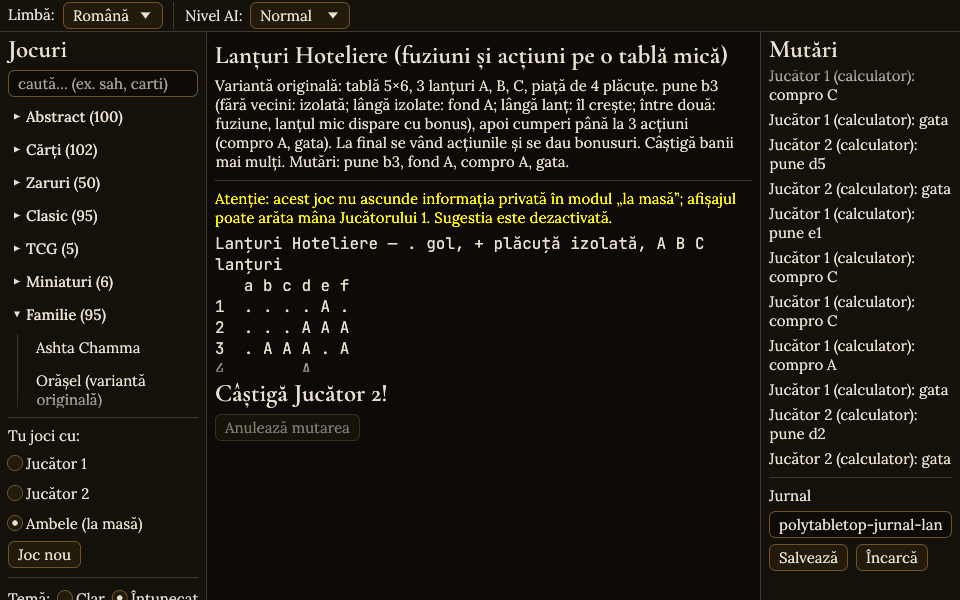 Limbă: Română ▼ Nivel AI: Normal ▼
Jocuri
caută... (ex. sah, carti)
▸ Abstract (100)
▸ Cărți (102)
▸ Zaruri (50)
▸ Clasic (95)
▸ TCG (5)
▸ Miniaturi (6)
▾ Familie (95)
Ashta Chamma
Orășel (variantă
originală)
Tu joci cu:
Jucător 1
Jucător 2
Ambele (la masă)
Joc nou
Temă: Clar Întunecat
Lanțuri Hoteliere (fuziuni și acțiuni pe o tablă mică)
Variantă originală: tablă 5×6, 3 lanțuri A, B, C, piață de 4 plăcuțe. pune b3
(fără vecini: izolată; lângă izolate: fond A; lângă lanț: îl crește; între două:
fuziune, lanțul mic dispare cu bonus), apoi cumperi până la 3 acțiuni
(compro A, gata). La final se vând acțiunile și se dau bonusuri. Câștigă banii
mai mulți. Mutări: pune b3, fond A, compro A, gata.
Atenție: acest joc nu ascunde informația privată în modul „la masă”; afișajul
poate arăta mâna Jucătorului 1. Sugestia este dezactivată.
Lanțuri Hoteliere — . gol, + plăcuță izolată, A B C
lanțuri
a b c d e f
1 . . . . A .
2 . . . A A A
3 . A A A . A
4 A
Câștigă Jucător 2!
Anulează mutarea
Mutări
Jucător 1 (calculator):
compro C
Jucător 1 (calculator): gata
Jucător 2 (calculator):
pune d5
Jucător 2 (calculator): gata
Jucător 1 (calculator):
pune e1
Jucător 1 (calculator):
compro C
Jucător 1 (calculator):
compro C
Jucător 1 (calculator):
compro A
Jucător 1 (calculator): gata
Jucător 2 (calculator):
pune d2
Jucător 2 (calculator): gata
Jurnal
polytabletop-jurnal-lan
Salvează Încarcă